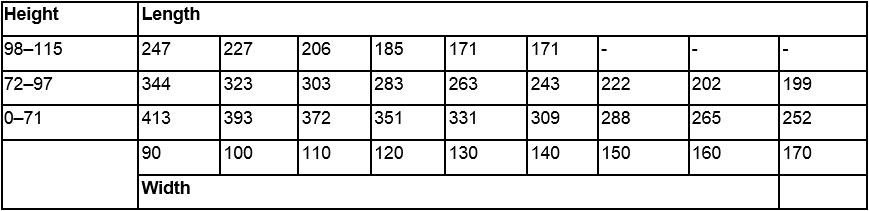 Height Length
98–115 247 227 206 185 171 171 - - -
72–97 344 323 303 283 263 243 222 202 199
0–71 413 393 372 351 331 309 288 265 252
90 100 110 120 130 140 150 160 170
Width